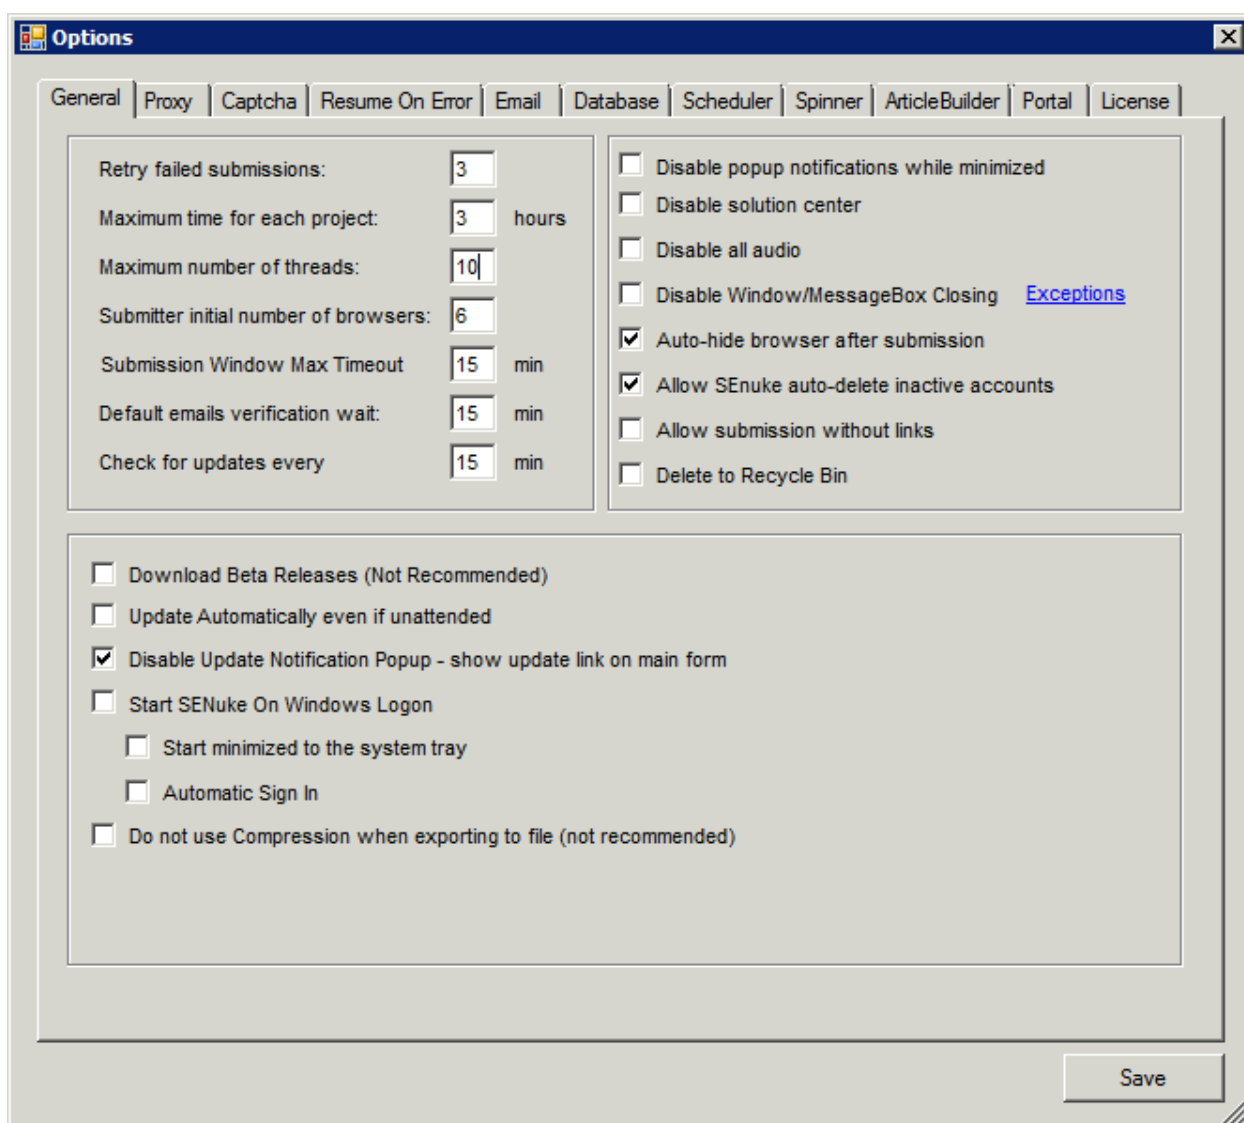 Options
General Proxy Captcha Resume On Error Email Database Scheduler Spinner ArticleBuilder Portal License
Retry failed submissions: 3
Maximum time for each project: 3 hours
Maximum number of threads: 10
Submitter initial number of browsers: 6
Submission Window Max Timeout 15 min
Default emails verification wait: 15 min
Check for updates every 15 min
Disable popup notifications while minimized
Disable solution center
Disable all audio
Disable Window/MessageBox Closing Exceptions
Auto-hide browser after submission
Allow SEnuke auto-delete inactive accounts
Allow submission without links
Delete to Recycle Bin
Download Beta Releases (Not Recommended)
Update Automatically even if unattended
Disable Update Notification Popup - show update link on main form
Start SENuke On Windows Logon
Start minimized to the system tray
Automatic Sign In
Do not use Compression when exporting to file (not recommended)
Save